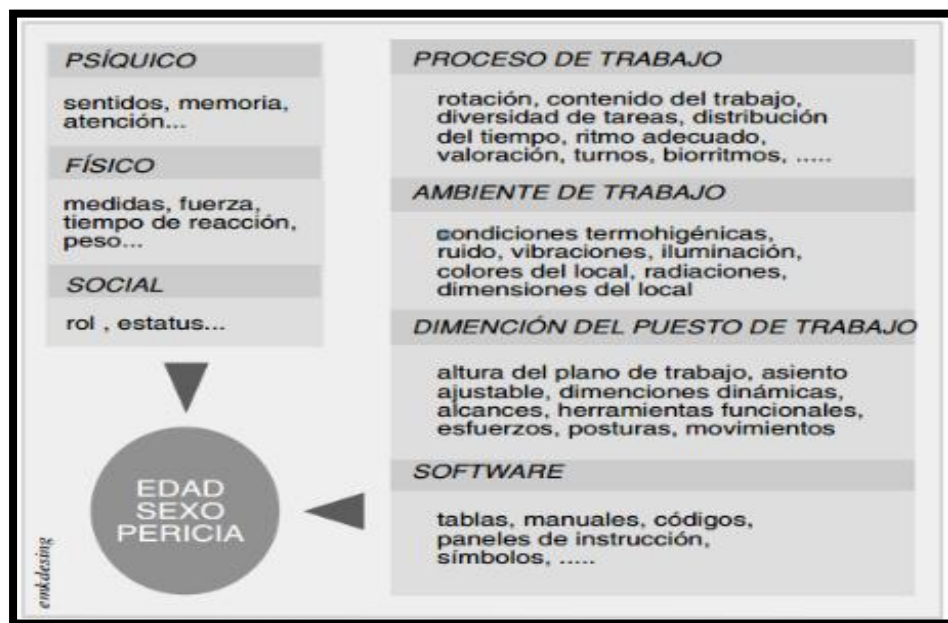 PSÍQUICO
sentidos, memoria,
atención...
FÍSICO
medidas, fuerza,
tiempo de reacción,
peso...
SOCIAL
rol , estatus...
EDAD
SEXO
PERICIA
PROCESO DE TRABAJO
rotación, contenido del trabajo,
diversidad de tareas, distribución
del tiempo, ritmo adecuado,
valoración, turnos, biorritmos, .....
AMBIENTE DE TRABAJO
condiciones termohigénicas,
ruido, vibraciones, iluminación,
colores del local, radiaciones,
dimensiones del local
DIMENCIÓN DEL PUESTO DE TRABAJO
altura del plano de trabajo, asiento
ajustable, dimenciones dinámicas,
alcances, herramientas funcionales,
esfuerzos, posturas, movimientos
SOFTWARE
tablas, manuales, códigos,
paneles de instrucción,
símbolos, .....
emkdesing